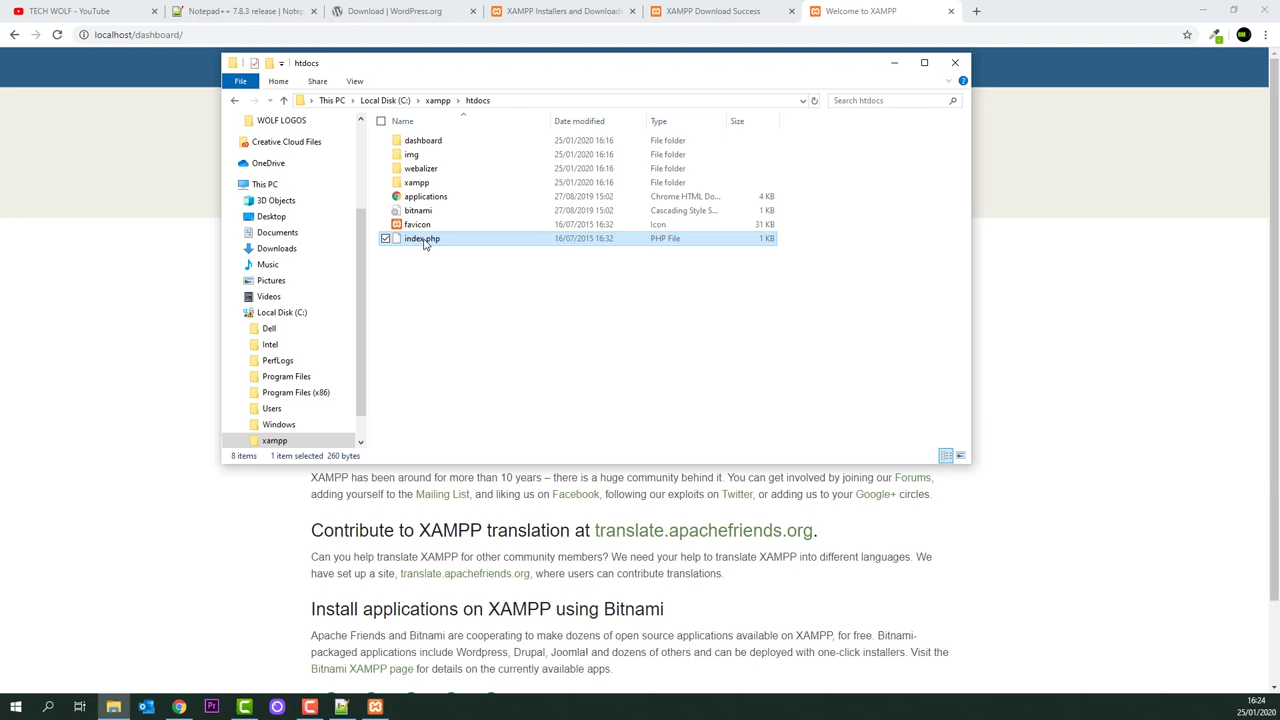 TECH WOLF - YouTube
Notepad++ 7.8.3 release | Note
Download | WordPress.org
XAMPP Installers and Download
XAMPP Download Success
Welcome to XAMPP
localhost/dashboard/
htdocs
File
Home
Share
View
This PC > Local Disk (C:) > xampp > htdocs
Search htdocs
WOLF LOGOS
Creative Cloud Files
OneDrive
This PC
3D Objects
Desktop
Documents
Downloads
Music
Pictures
Videos
Local Disk (C:)
Dell
Intel
PerfLogs
Program Files
Program Files (x86)
Users
Windows
xampp
Name Date modified Type Size
dashboard 25/01/2020 16:16 File folder
img 25/01/2020 16:16 File folder
webalizer 25/01/2020 16:16 File folder
xampp 25/01/2020 16:16 File folder
applications 27/08/2019 15:02 Chrome HTML Do... 4 KB
bitnami 27/08/2019 15:02 Cascading Style S... 1 KB
favicon 16/07/2015 16:32 Icon 31 KB
index.php 16/07/2015 16:32 PHP File 1 KB
8 items 1 item selected 260 bytes
XAMPP has been around for more than 10 years – there is a huge community behind it. You can get involved by joining our Forums,
adding yourself to the Mailing List, and liking us on Facebook, following our exploits on Twitter, or adding us to your Google+ circles.
Contribute to XAMPP translation at translate.apachefriends.org.
Can you help translate XAMPP for other community members? We need your help to translate XAMPP into different languages. We
have set up a site, translate.apachefriends.org, where users can contribute translations.
Install applications on XAMPP using Bitnami
Apache Friends and Bitnami are cooperating to make dozens of open source applications available on XAMPP, for free. Bitnami-
packaged applications include Wordpress, Drupal, Joomla! and dozens of others and can be deployed with one-click installers. Visit the
Bitnami XAMPP page for details on the currently available apps.
Pr
16:24
25/01/2020